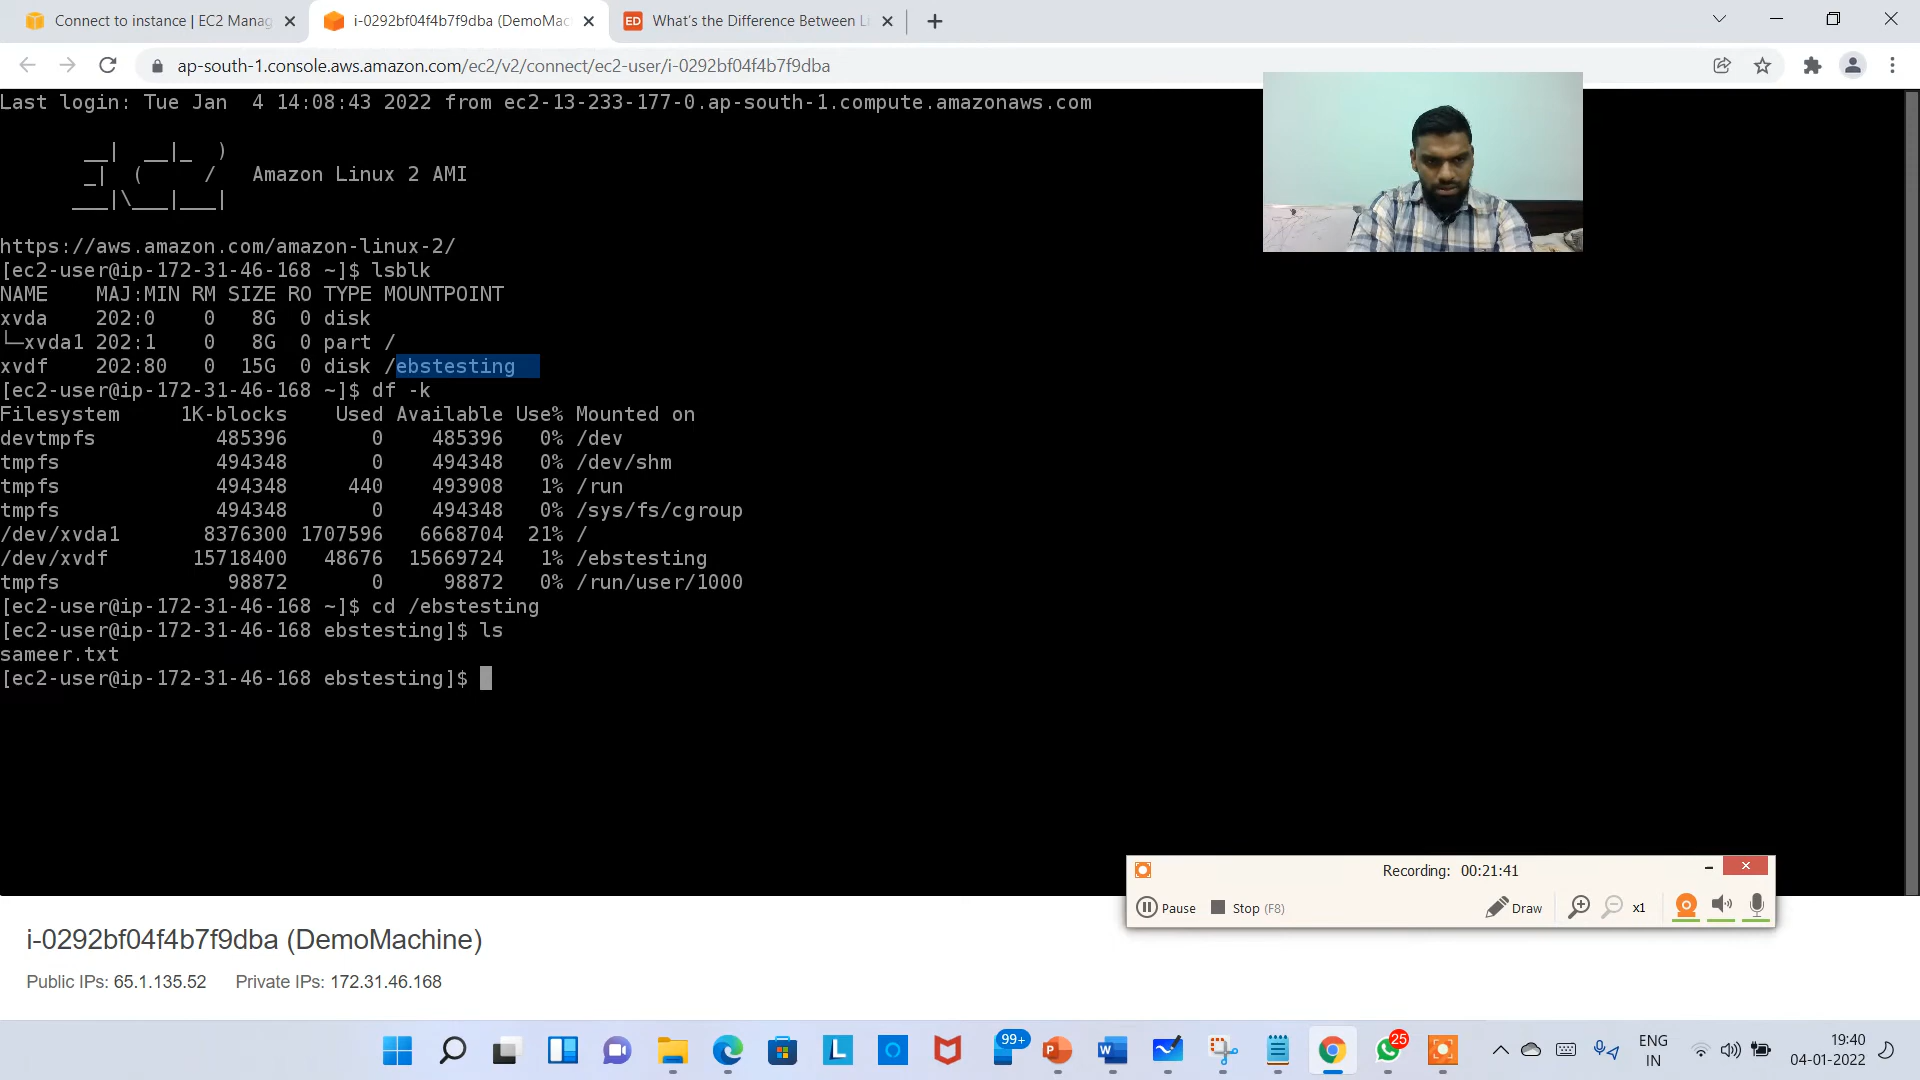 Connect to instance | EC2 Manag
i-0292bf04f4b7f9dba (DemoMac
ED What's the Difference Between Li
ap-south-1.console.aws.amazon.com/ec2/v2/connect/ec2-user/i-0292bf04f4b7f9dba
Last login: Tue Jan  4 14:08:43 2022 from ec2-13-233-177-0.ap-south-1.compute.amazonaws.com
       __|  __|_  )
       _|  (     /   Amazon Linux 2 AMI
      ___|\___|___|
https://aws.amazon.com/amazon-linux-2/
[ec2-user@ip-172-31-46-168 ~]$ lsblk
NAME    MAJ:MIN RM SIZE RO TYPE MOUNTPOINT
xvda    202:0    0   8G  0 disk
└─xvda1 202:1    0   8G  0 part /
xvdf    202:80   0  15G  0 disk /ebstesting
[ec2-user@ip-172-31-46-168 ~]$ df -k
Filesystem     1K-blocks    Used Available Use% Mounted on
devtmpfs          485396       0    485396   0% /dev
tmpfs             494348       0    494348   0% /dev/shm
tmpfs             494348     440    493908   1% /run
tmpfs             494348       0    494348   0% /sys/fs/cgroup
/dev/xvda1       8376300 1707596   6668704  21% /
/dev/xvdf       15718400   48676  15669724   1% /ebstesting
tmpfs              98872       0     98872   0% /run/user/1000
[ec2-user@ip-172-31-46-168 ~]$ cd /ebstesting
[ec2-user@ip-172-31-46-168 ebstesting]$ ls
sameer.txt
[ec2-user@ip-172-31-46-168 ebstesting]$
Recording: 00:21:41
Pause Stop (F8) Draw x1
i-0292bf04f4b7f9dba (DemoMachine)
Public IPs: 65.1.135.52 Private IPs: 172.31.46.168
L
99+
P
W
25
ENG
IN
19:40
04-01-2022